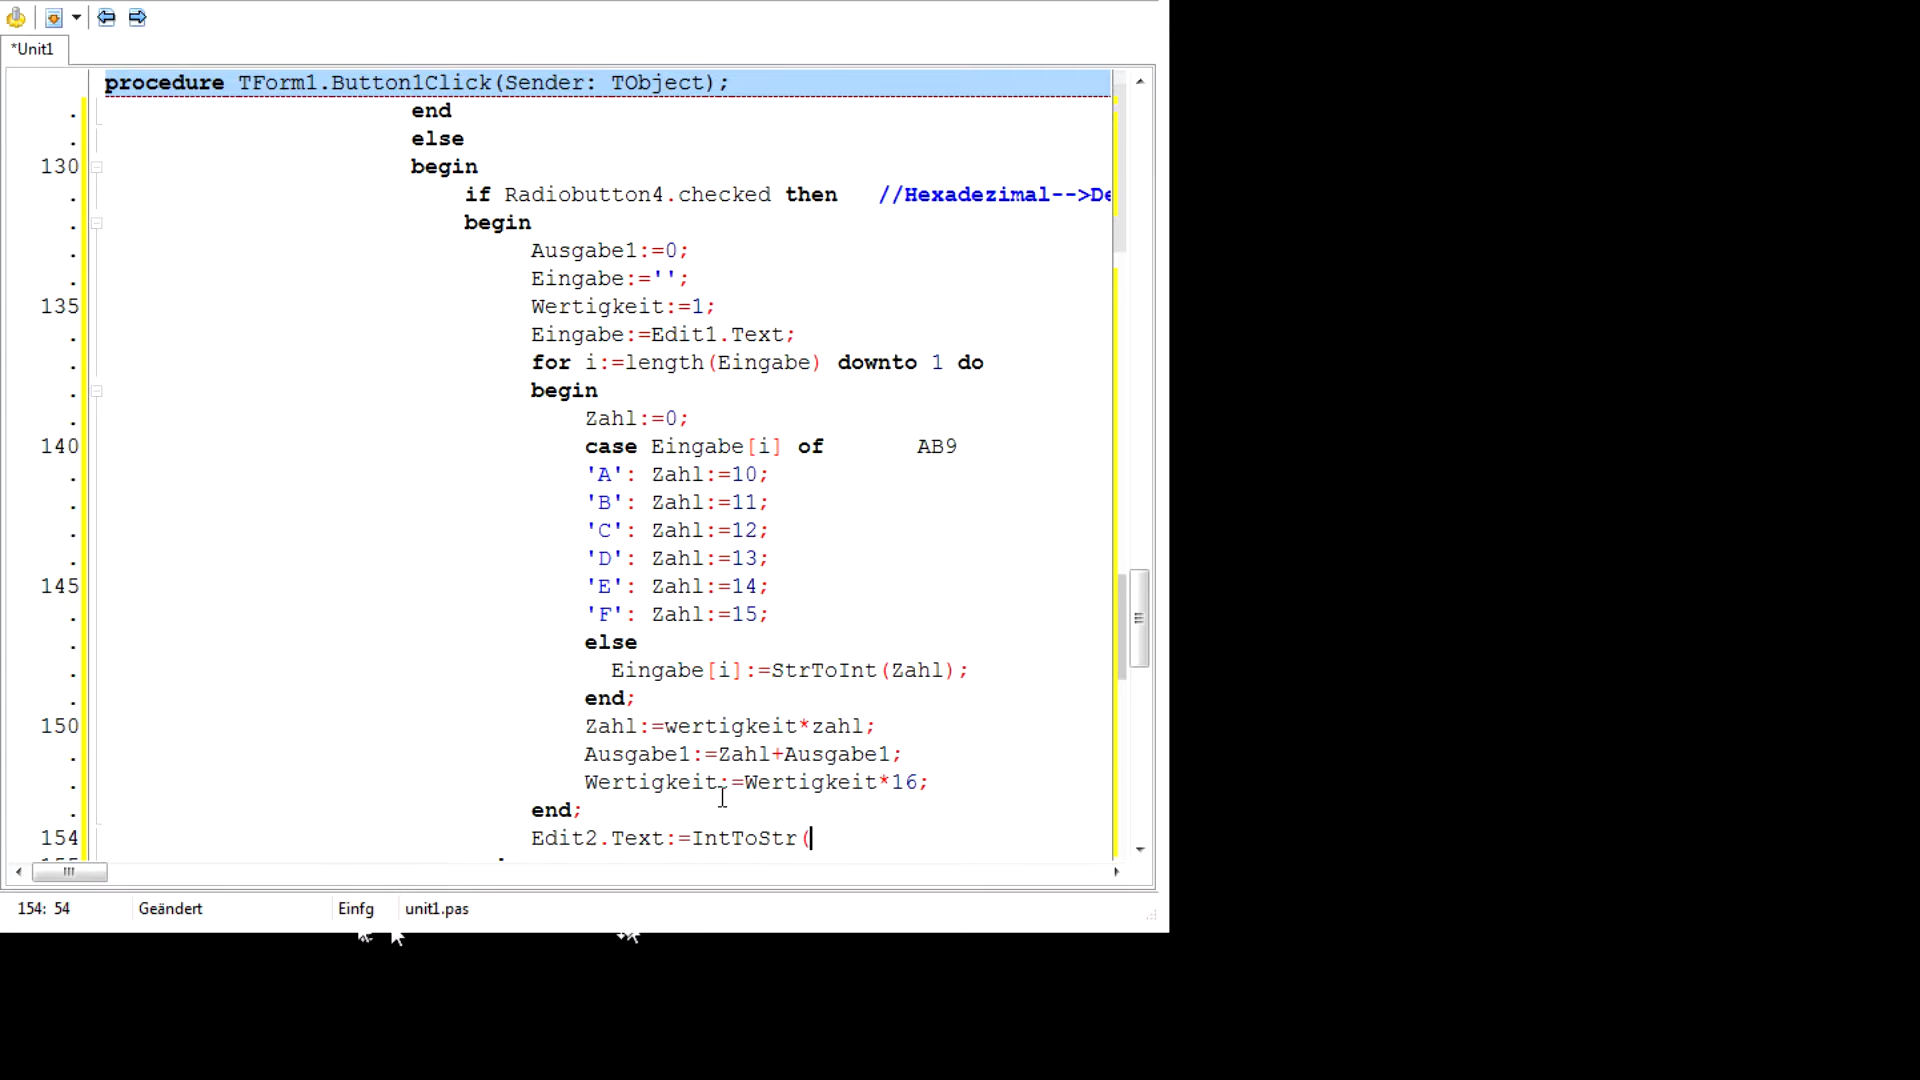 *Unit1
procedure TForm1.Button1Click(Sender: TObject);
. end
. else
130 begin
. if Radiobutton4.checked then //Hexadezimal-->De
. begin
. Ausgabe1:=0;
. Eingabe:='';
135 Wertigkeit:=1;
. Eingabe:=Edit1.Text;
. for i:=length(Eingabe) downto 1 do
. begin
. Zahl:=0;
140 case Eingabe[i] of AB9
. 'A': Zahl:=10;
. 'B': Zahl:=11;
. 'C': Zahl:=12;
. 'D': Zahl:=13;
145 'E': Zahl:=14;
. 'F': Zahl:=15;
. else
. Eingabe[i]:=StrToInt(Zahl);
. end;
150 Zahl:=wertigkeit*zahl;
. Ausgabe1:=Zahl+Ausgabe1;
. Wertigkeit:=Wertigkeit*16;
. end;
154 Edit2.Text:=IntToStr(
154: 54 Geändert Einfg unit1.pas